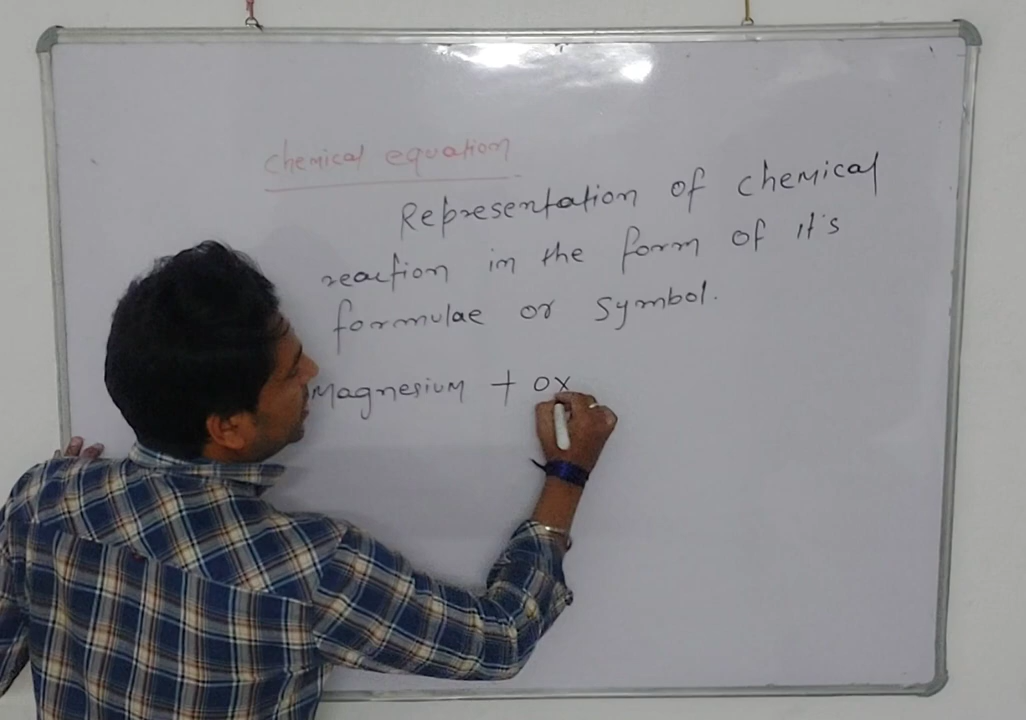 chemical equation
Representation of chemical
reaction in the form of it's
formulae or symbol.
Magnesium + ox